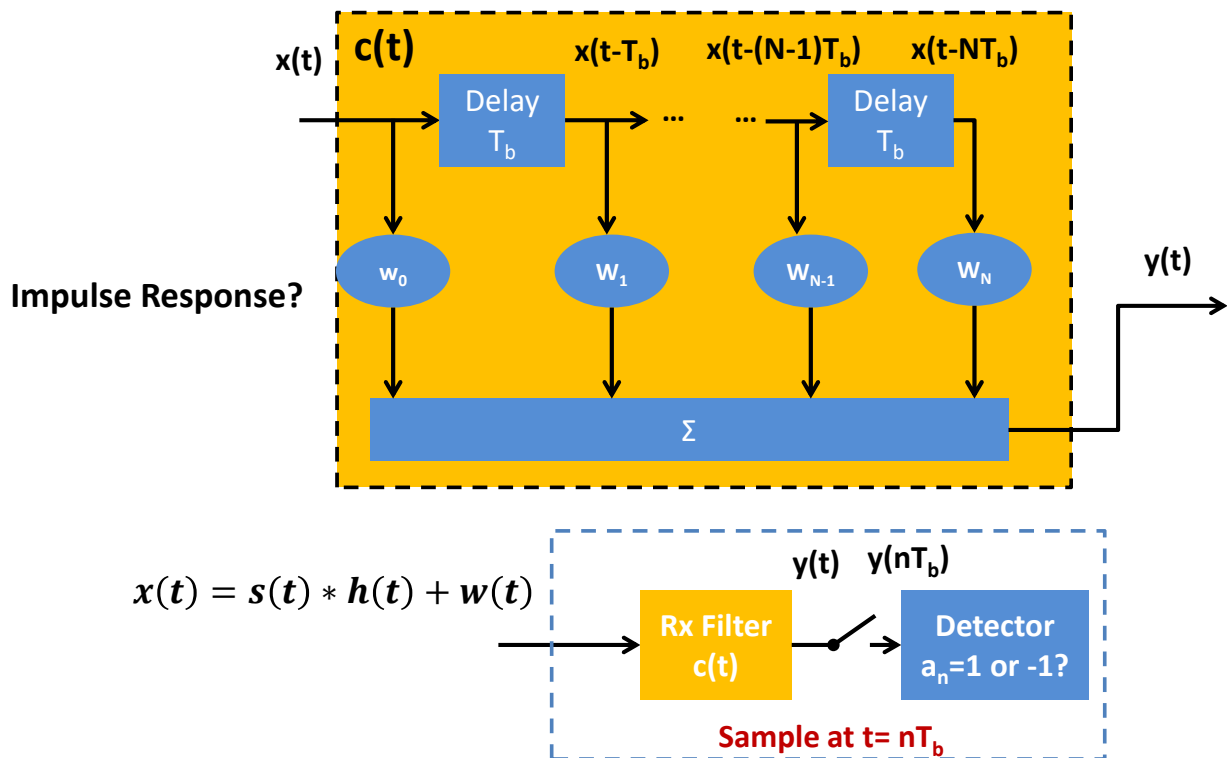 c(t)
x(t)
x(t-T_b)
x(t-(N-1)T_b)
x(t-NT_b)
Delay
T_b
... ...
Delay
T_b
w_0
W_1
W_{N-1}
W_N
y(t)
Impulse Response?
Σ
x(t) = s(t) * h(t) + w(t)
y(t)
y(nT_b)
Rx Filter
c(t)
Detector
a_n=1 or -1?
Sample at t= nT_b